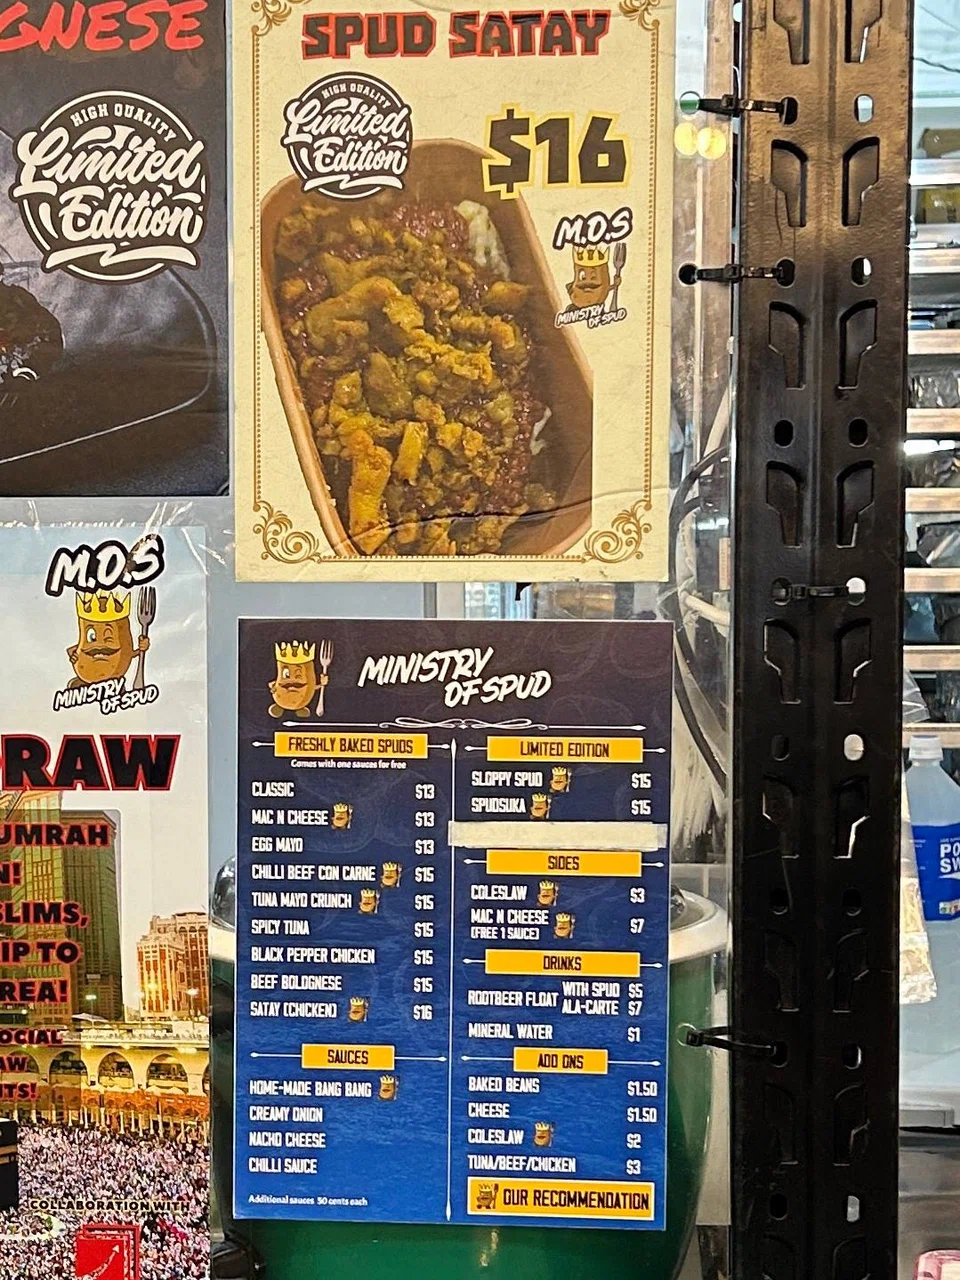 GNESE
HIGH QUALITY
Limited
Edition
SPUD SATAY
HIGH QUALITY
Limited
Edition
$16
M.O.S
MINISTRY
OF SPUD
M.O.S
MINISTRY
OF SPUD
RAW
UMRAH
N!
SLIMS,
IP TO
REA!
OCIAL
AW
TS!
COLLABORATION WITH
MINISTRY
OF SPUD
FRESHLY BAKED SPUDS
Comes with one sauces for free
CLASSIC $13
MAC N CHEESE $13
EGG MAYO $13
CHILLI BEEF CON CARNE $15
TUNA MAYO CRUNCH $15
SPICY TUNA $15
BLACK PEPPER CHICKEN $15
BEEF BOLOGNESE $15
SATAY (CHICKEN) $16
SAUCES
HOME-MADE BANG BANG
CREAMY ONION
NACHO CHEESE
CHILLI SAUCE
Additional sauces 50 cents each
LIMITED EDITION
SLOPPY SPUD $15
SPUDSUKA $15
SIDES
COLESLAW $3
MAC N CHEESE
(FREE 1 SAUCE) $7
DRINKS
ROOTBEER FLOAT WITH SPUD $5
ALA-CARTE $7
MINERAL WATER $1
ADD ONS
BAKED BEANS $1.50
CHEESE $1.50
COLESLAW $2
TUNA/BEEF/CHICKEN $3
OUR RECOMMENDATION
PO
SW